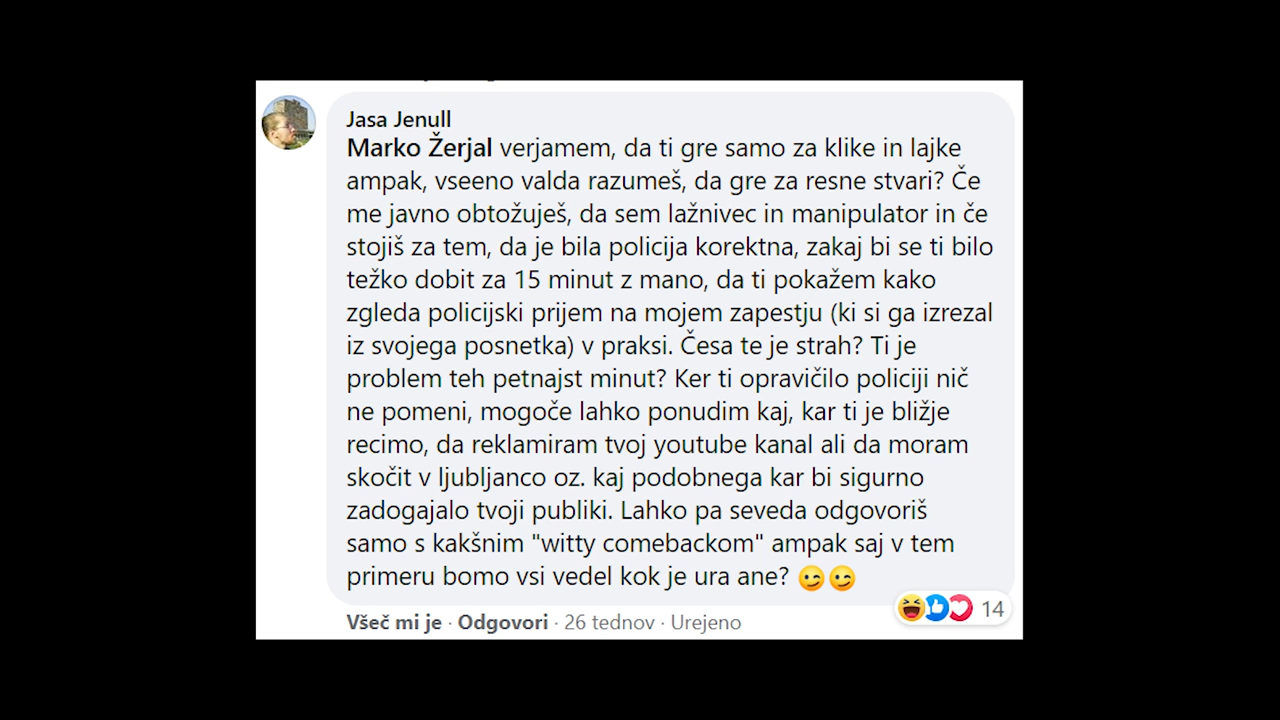 Jasa Jenull
Marko Žerjal verjamem, da ti gre samo za klike in lajke
ampak, vseeno valda razumeš, da gre za resne stvari? Če
me javno obtožuješ, da sem lažnivec in manipulator in če
stojiš za tem, da je bila policija korektna, zakaj bi se ti bilo
težko dobit za 15 minut z mano, da ti pokažem kako
zgleda policijski prijem na mojem zapestju (ki si ga izrezal
iz svojega posnetka) v praksi. Česa te je strah? Ti je
problem teh petnajst minut? Ker ti opravičilo policiji nič
ne pomeni, mogoče lahko ponudim kaj, kar ti je bližje
recimo, da reklamiram tvoj youtube kanal ali da moram
skočit v ljubljanco oz. kaj podobnega kar bi sigurno
zadogajalo tvoji publiki. Lahko pa seveda odgovoriš
samo s kakšnim "witty comebackom" ampak saj v tem
primeru bomo vsi vedel kok je ura ane? 😉😉
Všeč mi je · Odgovori · 26 tednov · Urejeno
14